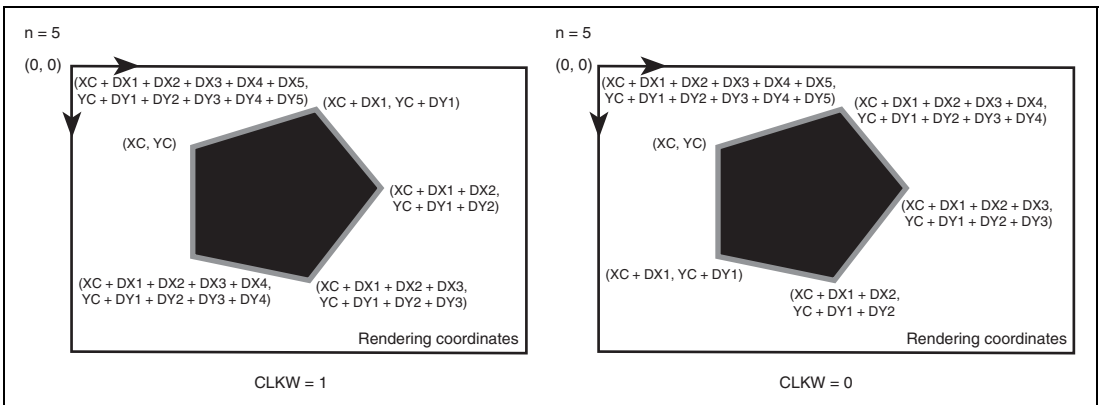 n = 5
(0, 0)
(XC + DX1 + DX2 + DX3 + DX4 + DX5,
YC + DY1 + DY2 + DY3 + DY4 + DY5)
(XC + DX1, YC + DY1)
(XC, YC)
(XC + DX1 + DX2,
YC + DY1 + DY2)
(XC + DX1 + DX2 + DX3 + DX4,
YC + DY1 + DY2 + DY3 + DY4)
(XC + DX1 + DX2 + DX3,
YC + DY1 + DY2 + DY3)
Rendering coordinates
CLKW = 1
n = 5
(0, 0)
(XC + DX1 + DX2 + DX3 + DX4 + DX5,
YC + DY1 + DY2 + DY3 + DY4 + DY5)
(XC + DX1 + DX2 + DX3 + DX4,
YC + DY1 + DY2 + DY3 + DY4)
(XC, YC)
(XC + DX1 + DX2 + DX3,
YC + DY1 + DY2 + DY3)
(XC + DX1, YC + DY1)
(XC + DX1 + DX2,
YC + DY1 + DY2
Rendering coordinates
CLKW = 0